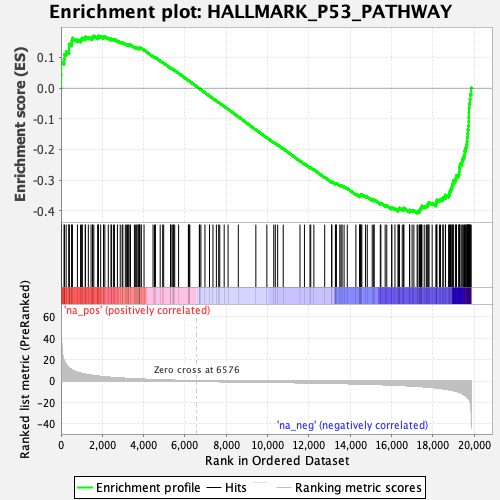 Enrichment plot: HALLMARK_P53_PATHWAY
Enrichment score (ES)
0.1
0.0
-0.1
-0.2
-0.3
-0.4
'na_pos' (positively correlated)
Ranked list metric (PreRanked)
60
40
20
0
-20
-40
Zero cross at 6576
'na_neg' (negatively correlated)
0
2,000
4,000
6,000
8,000
10,000
12,000
14,000
16,000
18,000
20,000
Rank in Ordered Dataset
Enrichment profile
Hits
Ranking metric scores